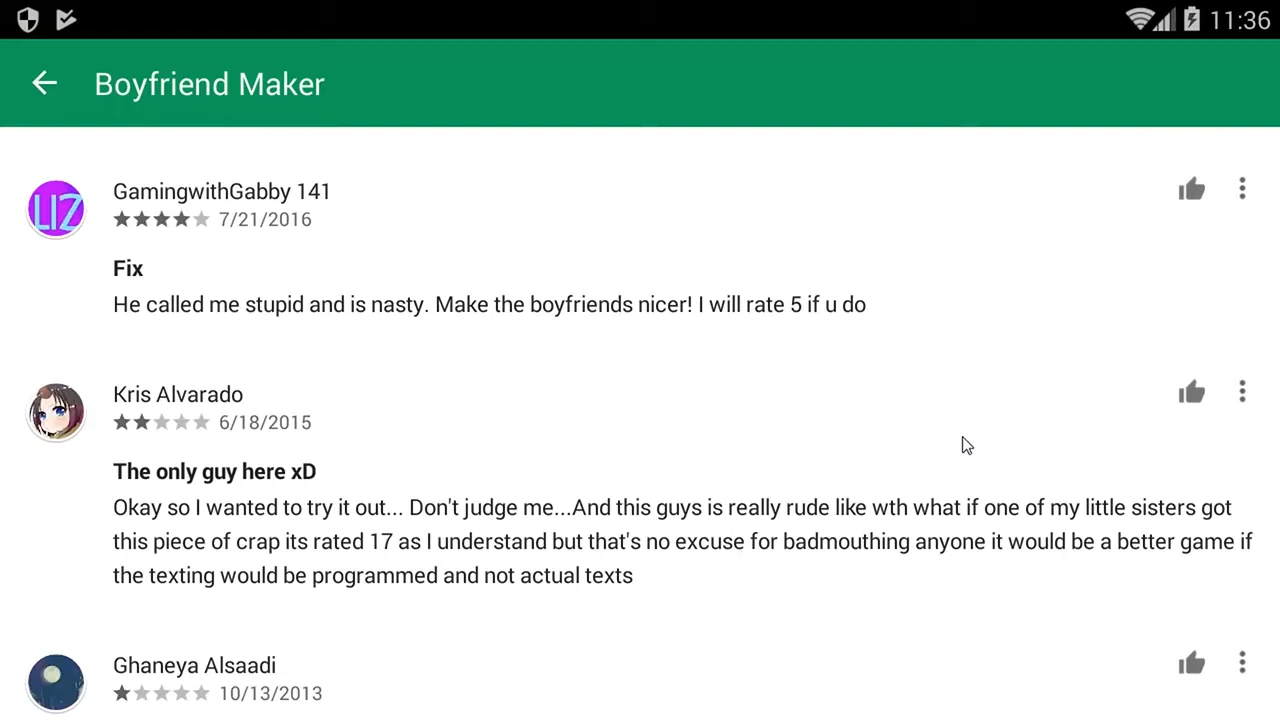 11:36
Boyfriend Maker
LIZ
GamingwithGabby 141
7/21/2016
Fix
He called me stupid and is nasty. Make the boyfriends nicer! I will rate 5 if u do
Kris Alvarado
6/18/2015
The only guy here xD
Okay so I wanted to try it out... Don't judge me...And this guys is really rude like wth what if one of my little sisters got
this piece of crap its rated 17 as I understand but that's no excuse for badmouthing anyone it would be a better game if
the texting would be programmed and not actual texts
Ghaneya Alsaadi
10/13/2013